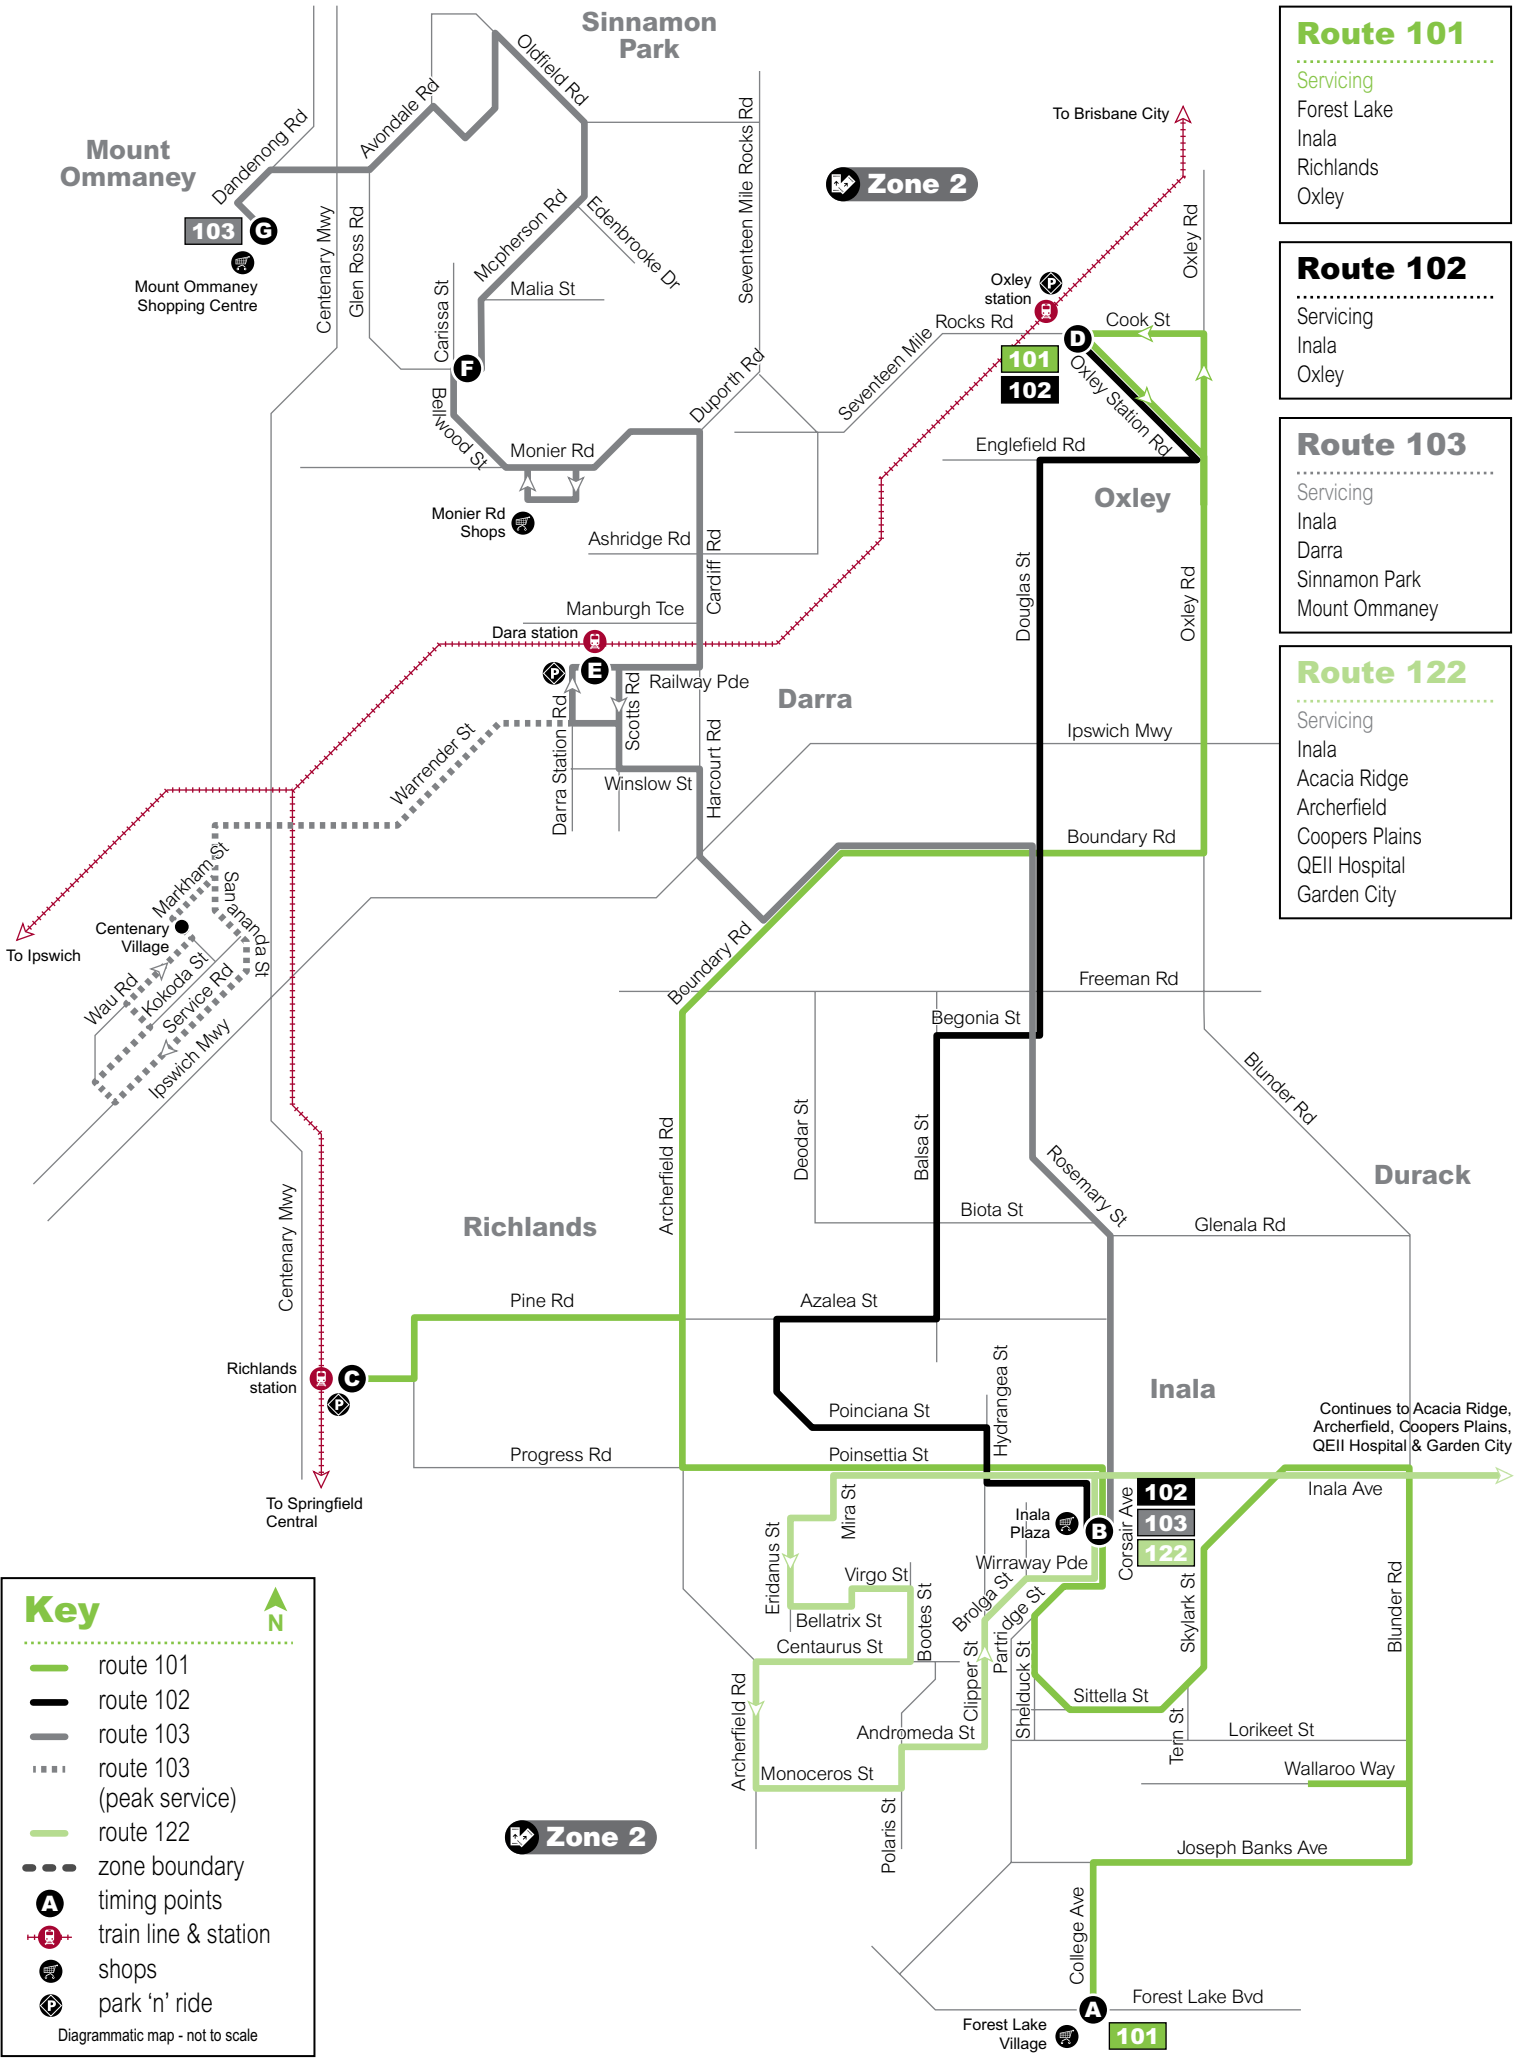 Sinnamon
Park
Mount
Ommaney
Dandenong Rd
Avondale Rd
Oldfield Rd
Seventeen Mile Rocks Rd
To Brisbane City
Zone 2
103
G
Mount Ommaney
Shopping Centre
Centenary Mwy
Glen Ross Rd
Mcpherson Rd
Edenbrooke Dr
Malia St
Carissa St
F
Bellwood St
Monier Rd
Monier Rd
Shops
Duporth Rd
Seventeen Mile
Rocks Rd
Oxley
station
P
Oxley Rd
Cook St
D
101
102
Oxley Station Rd
Englefield Rd
Oxley
Ashridge Rd
Cardiff Rd
Manburgh Tce
Dara station
P
E
Railway Pde
Scotts Rd
Darra Station Rd
Winslow St
Harcourt Rd
Warrender St
Darra
Douglas St
Oxley Rd
Ipswich Mwy
Boundary Rd
To Ipswich
Markham St
Sanananda St
Centenary
Village
Wau Rd
Kokoda St
Service Rd
Ipswich Mwy
Boundary Rd
Freeman Rd
Begonia St
Blunder Rd
Deodar St
Balsa St
Archerfield Rd
Rosemary St
Biota St
Glenala Rd
Durack
Richlands
Centenary Mwy
Pine Rd
Azalea St
Richlands
station
C
P
Hydrangea St
Inala
Poinciana St
Progress Rd
Poinsettia St
Continues to Acacia Ridge,
Archerfield, Coopers Plains,
QEII Hospital & Garden City
Inala Ave
To Springfield
Central
Mira St
Inala
Plaza
B
Corsair Ave
102
103
122
Eridanus St
Virgo St
Bellatrix St
Centaurus St
Bootes St
Wirraway Pde
Brolga St
Partridge St
Clipper St
Shelduck St
Skylark St
Blunder Rd
Sittella St
Tern St
Lorikeet St
Archerfield Rd
Andromeda St
Monoceros St
Polaris St
Wallaroo Way
Zone 2
Joseph Banks Ave
College Ave
A
Forest Lake Bvd
Forest Lake
Village
101
Route 101
Servicing
Forest Lake
Inala
Richlands
Oxley
Route 102
Servicing
Inala
Oxley
Route 103
Servicing
Inala
Darra
Sinnamon Park
Mount Ommaney
Route 122
Servicing
Inala
Acacia Ridge
Archerfield
Coopers Plains
QEII Hospital
Garden City
Key
N
route 101
route 102
route 103
route 103
(peak service)
route 122
zone boundary
A
timing points
train line & station
shops
P
park ‘n’ ride
Diagrammatic map - not to scale